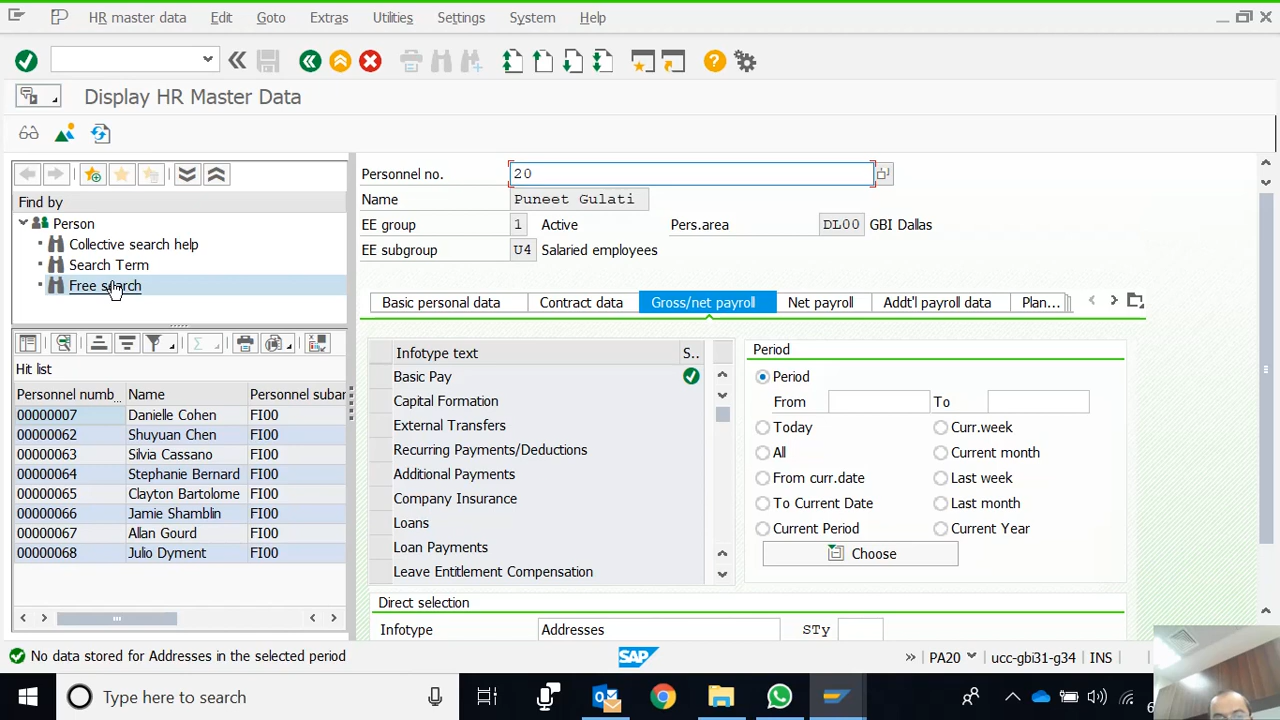 HR master data Edit Goto Extras Utilities Settings System Help
Display HR Master Data
Find by
Person
Collective search help
Search Term
Free search
Hit list
Personnel numb... Name Personnel subar
00000007 Danielle Cohen FI00
00000062 Shuyuan Chen FI00
00000063 Silvia Cassano FI00
00000064 Stephanie Bernard FI00
00000065 Clayton Bartolome FI00
00000066 Jamie Shamblin FI00
00000067 Allan Gourd FI00
00000068 Julio Dyment FI00
Personnel no. 20
Name Puneet Gulati
EE group 1 Active Pers.area DL00 GBI Dallas
EE subgroup U4 Salaried employees
Basic personal data Contract data Gross/net payroll Net payroll Addt'l payroll data Plan...
Infotype text S..
Basic Pay
Capital Formation
External Transfers
Recurring Payments/Deductions
Additional Payments
Company Insurance
Loans
Loan Payments
Leave Entitlement Compensation
Period
Period
From To
Today Curr.week
All Current month
From curr.date Last week
To Current Date Last month
Current Period Current Year
Choose
Direct selection
Infotype Addresses STy
No data stored for Addresses in the selected period SAP » PA20 ucc-gbi31-g34 INS
Type here to search